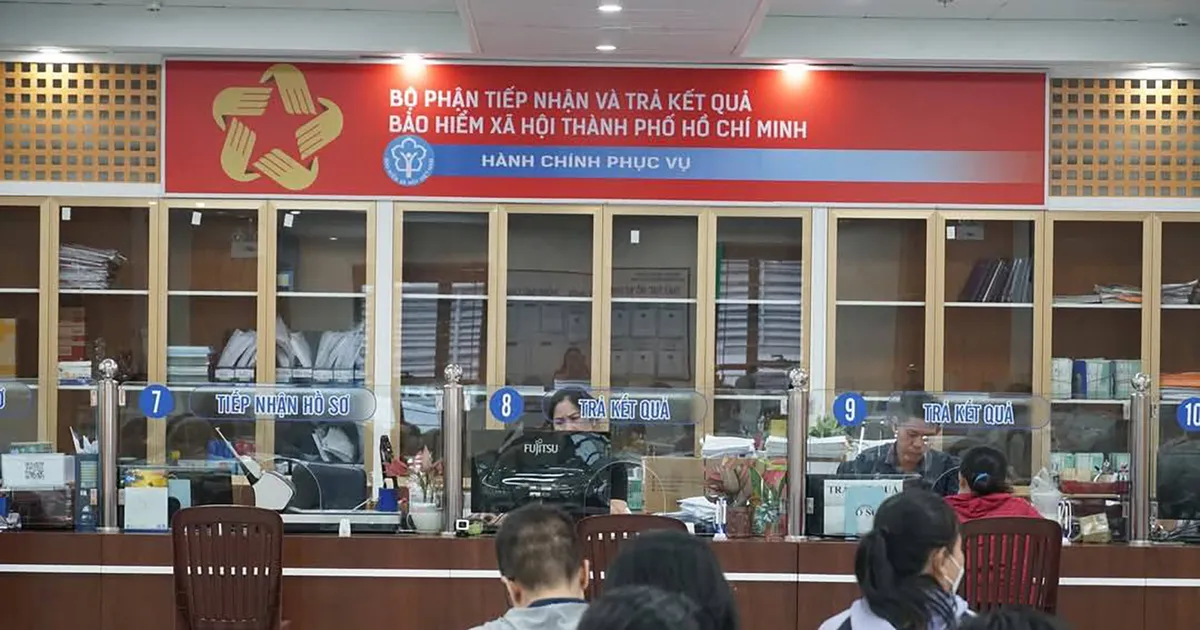 BỘ PHẬN TIẾP NHẬN VÀ TRẢ KẾT QUẢ
BẢO HIỂM XÃ HỘI THÀNH PHỐ HỒ CHÍ MINH
HÀNH CHÍNH PHỤC VỤ
7 TIẾP NHẬN HỒ SƠ
8 TRẢ KẾT QUẢ
9 TRẢ KẾT QUẢ
10
FUJITSU